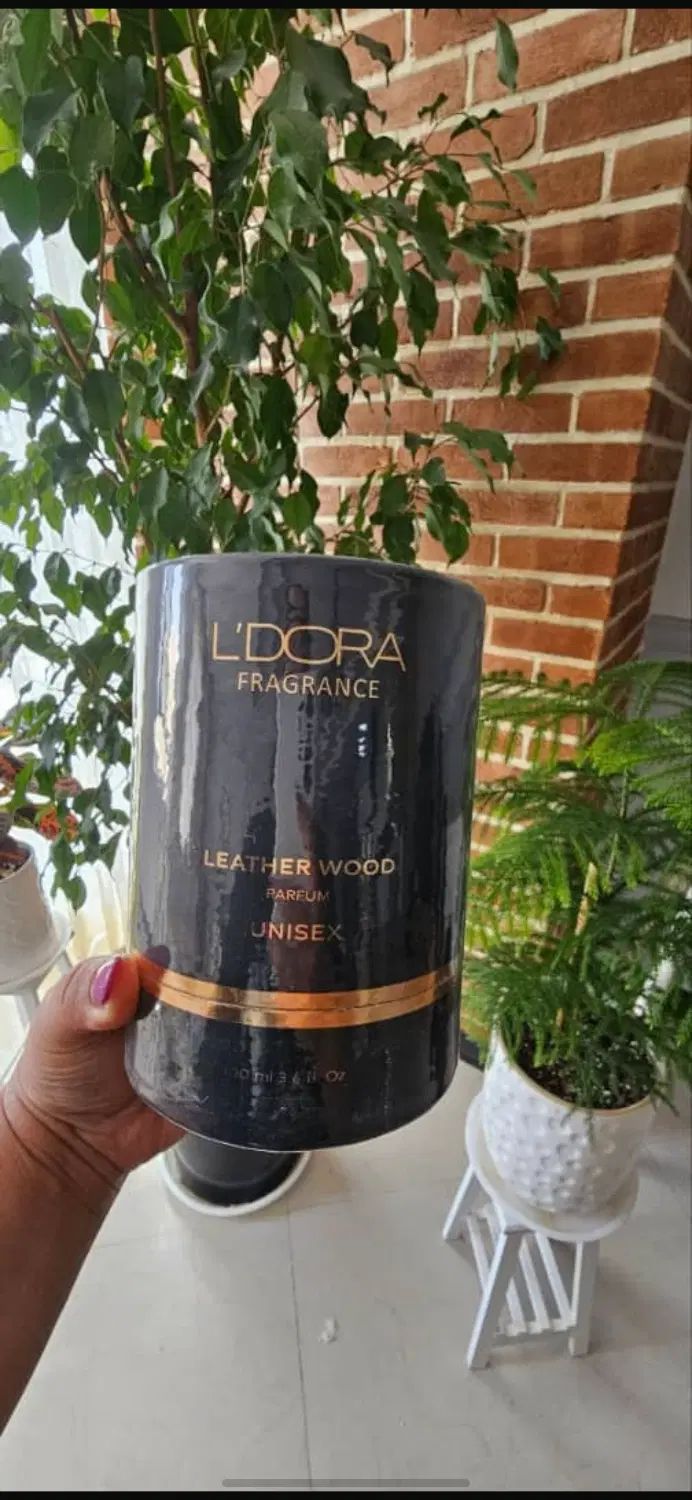 L'DORA
FRAGRANCE
LEATHER WOOD
PARFUM
UNISEX